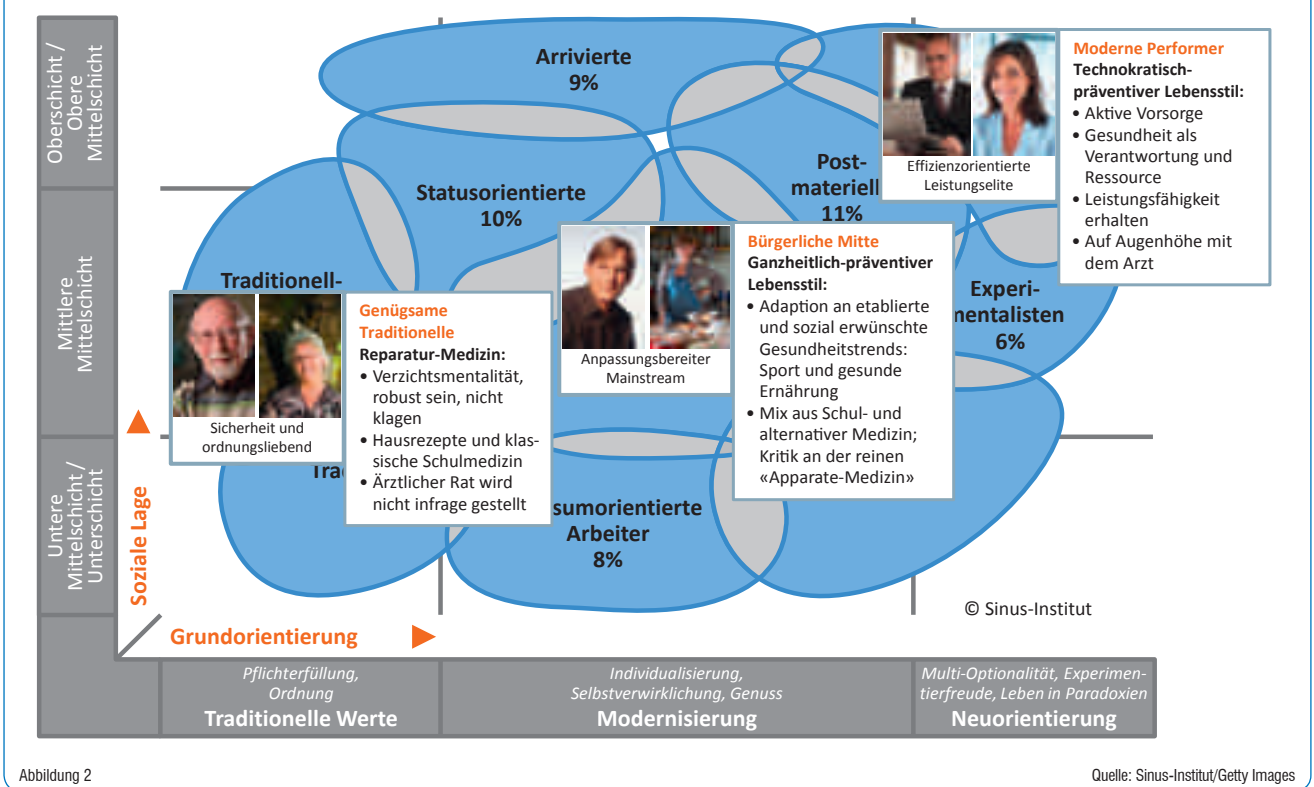 Oberschicht /
Obere
Mittelschicht
Mittlere
Mittelschicht
Untere
Mittelschicht /
Unterschicht
Soziale Lage
Grundorientierung
Arrivierte
9%
Statusorientierte
10%
Post-
materiell
11%
Traditionell-
Experi-
mentalisten
6%
sumorientierte
Arbeiter
8%
Sicherheit und
ordnungsliebend
Genügsame
Traditionelle
Reparatur-Medizin:
• Verzichtsmentalität,
robust sein, nicht
klagen
• Hausrezepte und klas-
sische Schulmedizin
• Ärztlicher Rat wird
nicht infrage gestellt
Anpassungsbereiter
Mainstream
Bürgerliche Mitte
Ganzheitlich-präventiver
Lebensstil:
• Adaption an etablierte
und sozial erwünschte
Gesundheitstrends:
Sport und gesunde
Ernährung
• Mix aus Schul- und
alternativer Medizin;
Kritik an der reinen
«Apparate-Medizin»
Effizienzorientierte
Leistungselite
Moderne Performer
Technokratisch-
präventiver Lebensstil:
• Aktive Vorsorge
• Gesundheit als
Verantwortung und
Ressource
• Leistungsfähigkeit
erhalten
• Auf Augenhöhe mit
dem Arzt
© Sinus-Institut
Pflichterfüllung,
Ordnung
Traditionelle Werte
Individualisierung,
Selbstverwirklichung, Genuss
Modernisierung
Multi-Optionalität, Experimen-
tierfreude, Leben in Paradoxien
Neuorientierung
Abbildung 2
Quelle: Sinus-Institut/Getty Images